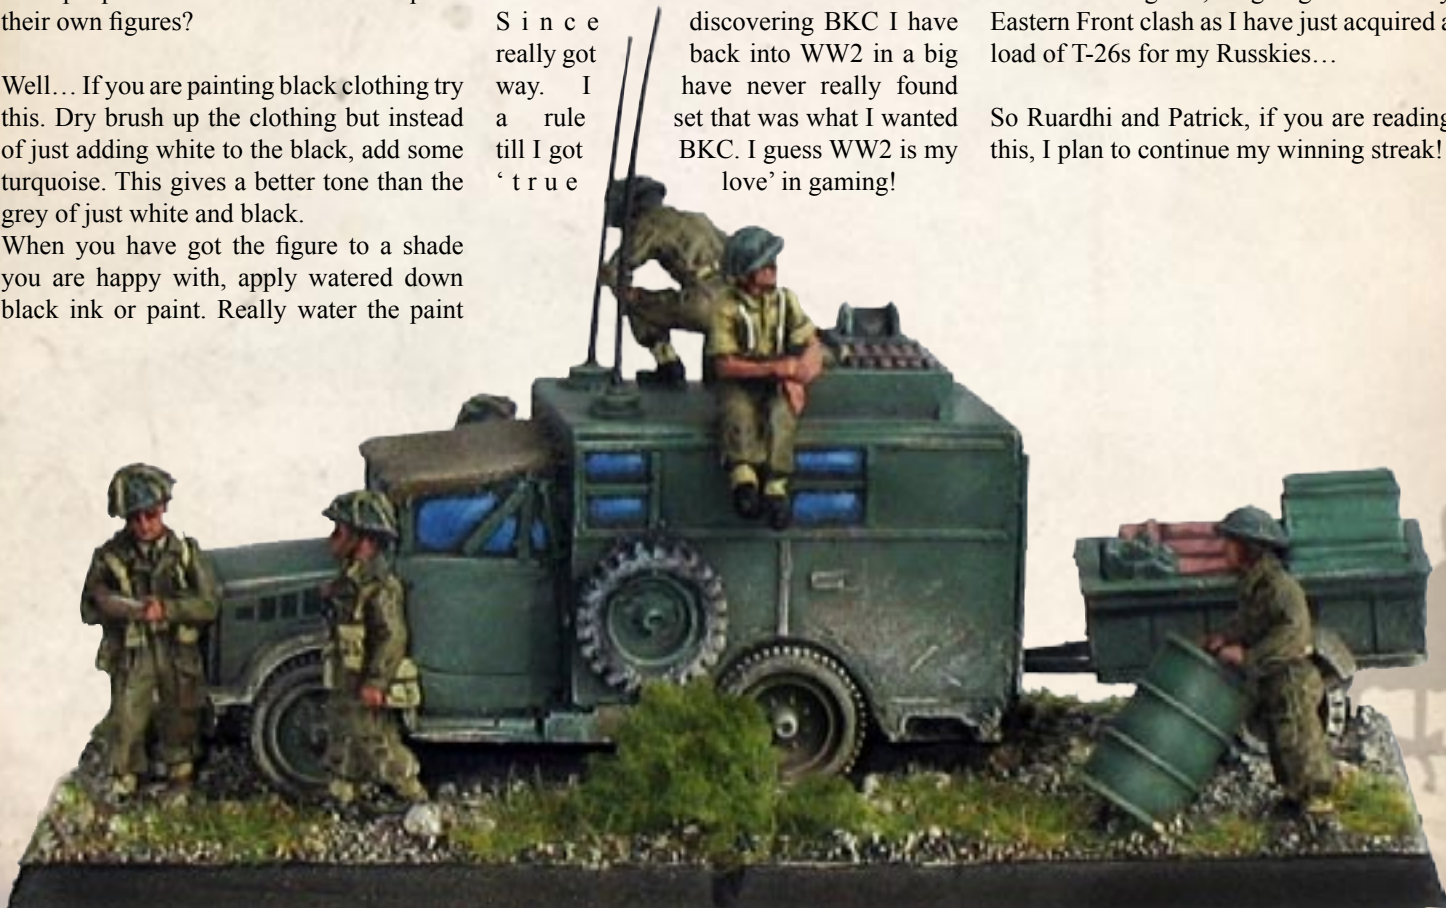 their own figures?
Well… If you are painting black clothing try
this. Dry brush up the clothing but instead
of just adding white to the black, add some
turquoise. This gives a better tone than the
grey of just white and black.
When you have got the figure to a shade
you are happy with, apply watered down
black ink or paint. Really water the paint
Since discovering BKC I have
really got back into WW2 in a big
way. I have never really found
a rule set that was what I wanted
till I got BKC. I guess WW2 is my
‘true love’ in gaming!
Eastern Front clash as I have just acquired a
load of T-26s for my Russkies…
So Ruardhi and Patrick, if you are reading
this, I plan to continue my winning streak!